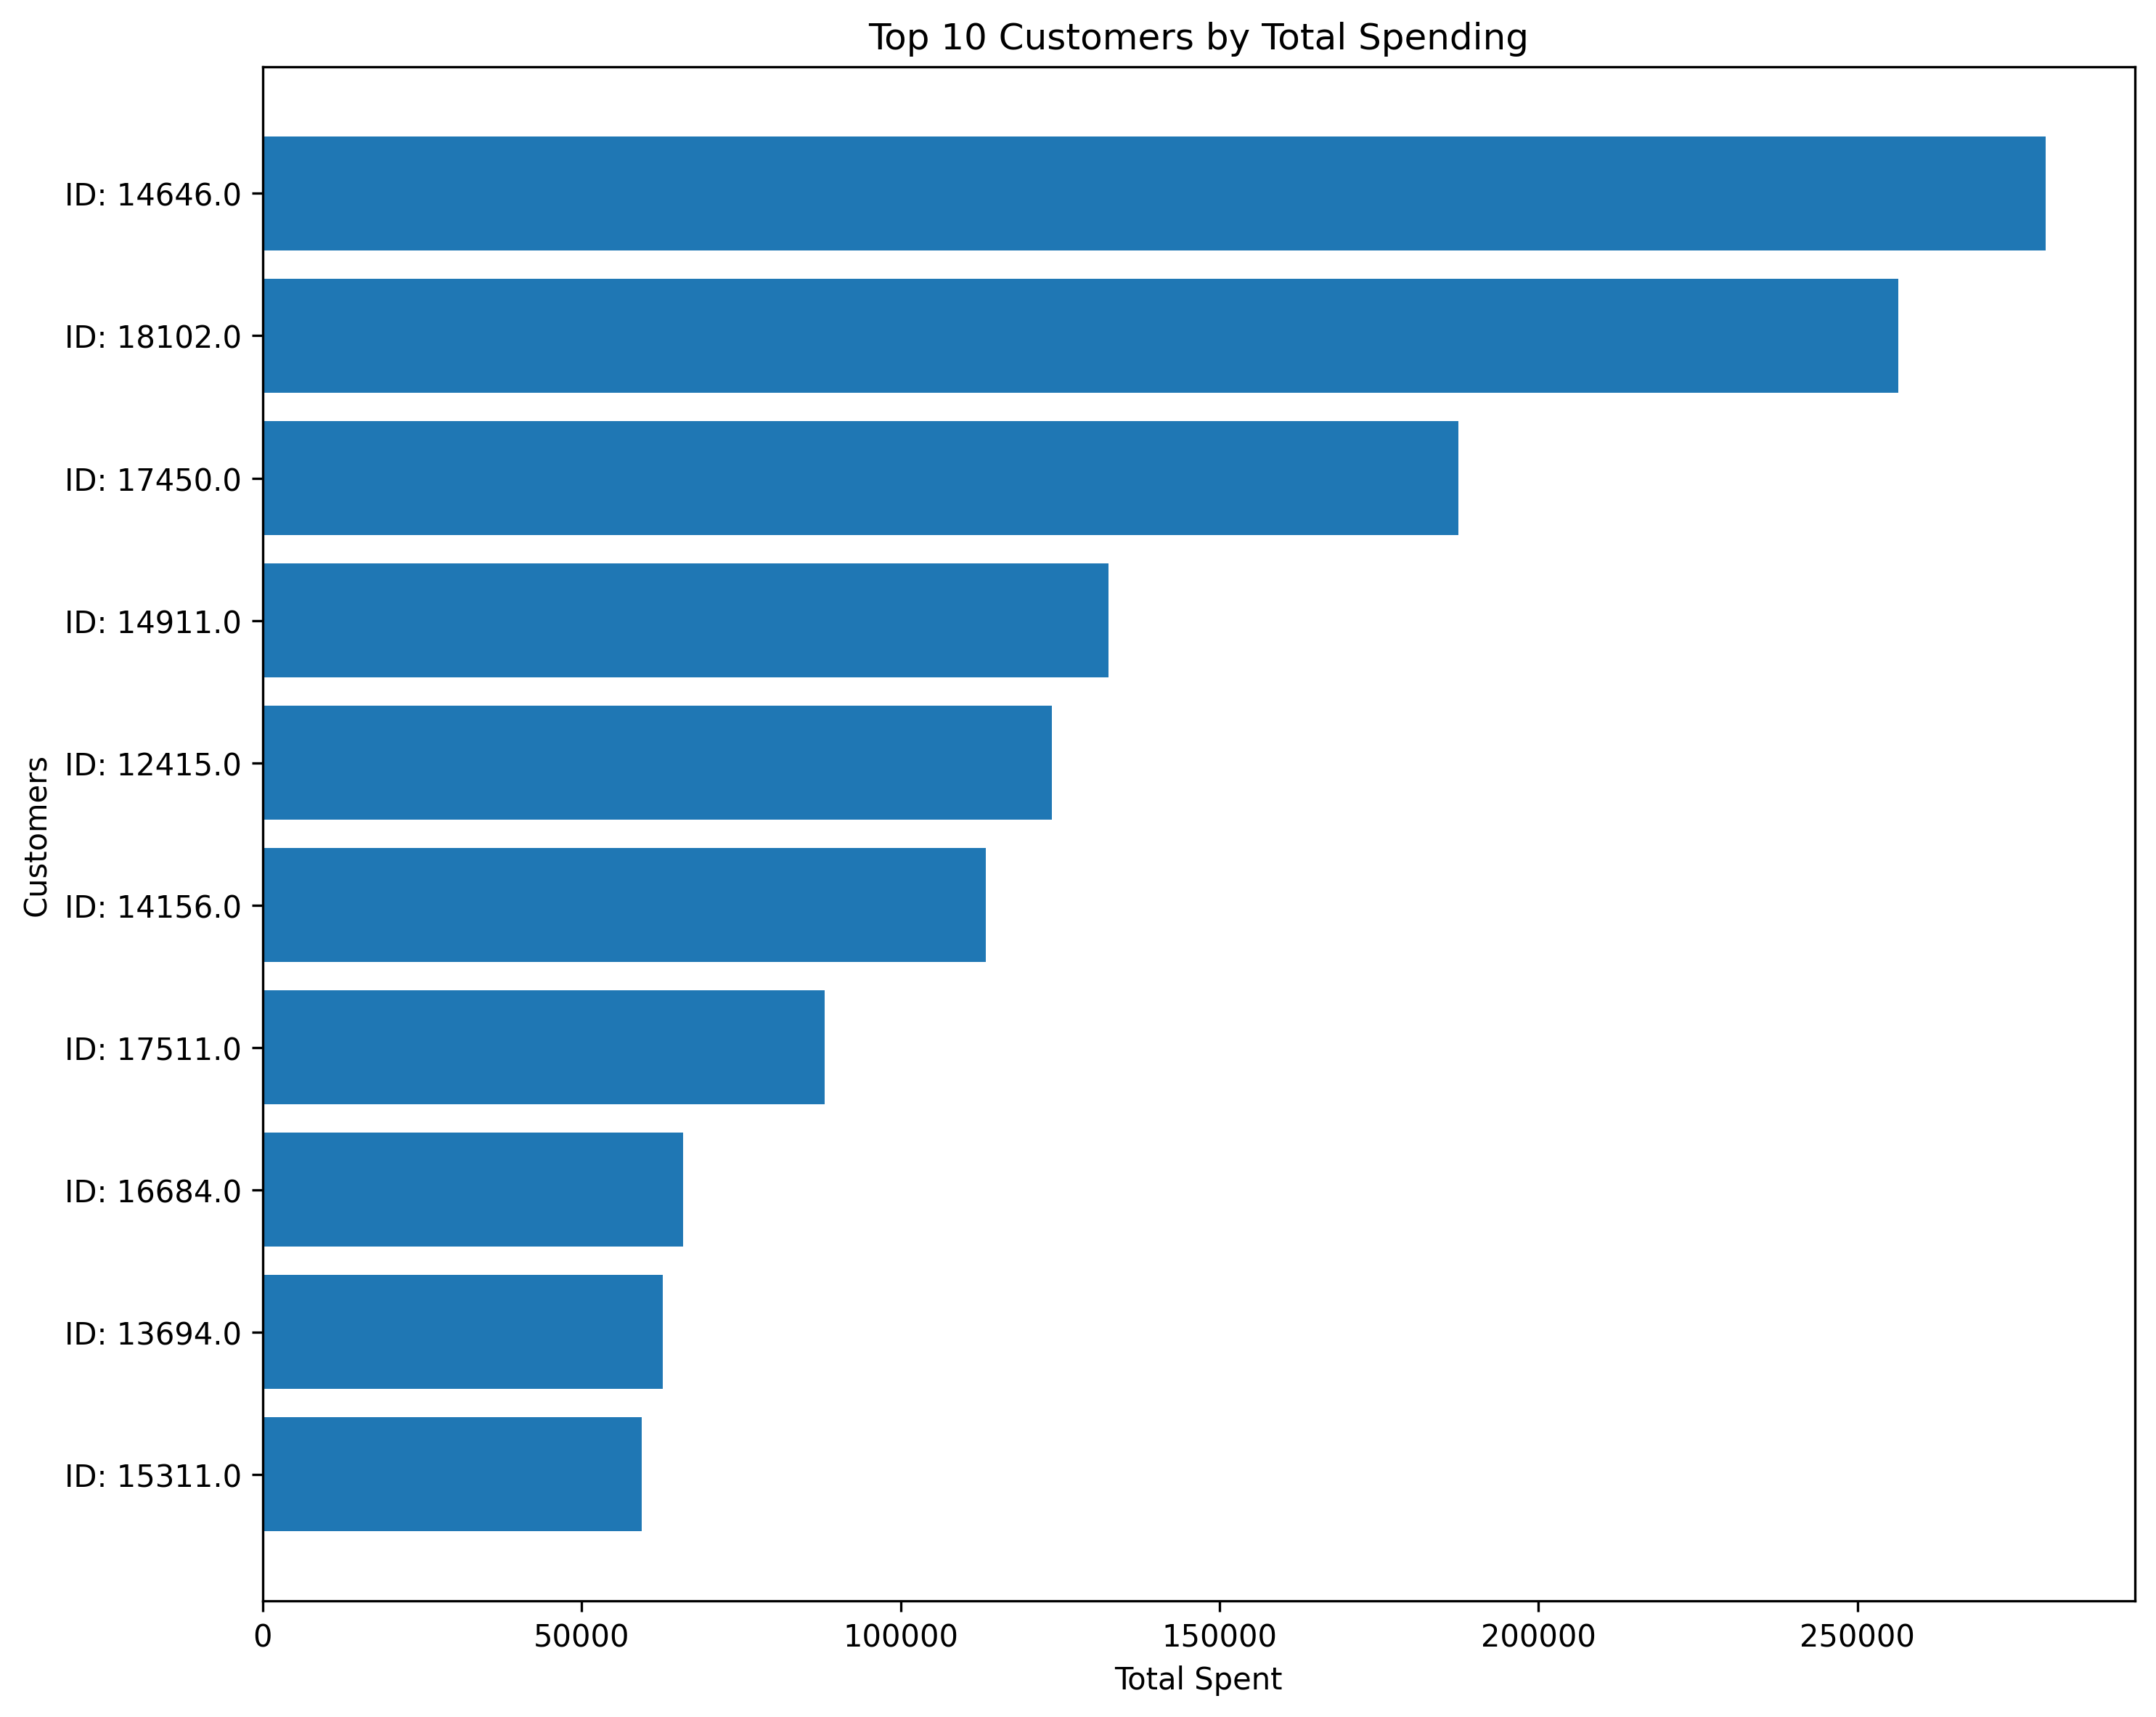 Top 10 Customers by Total Spending
Customers
ID: 14646.0
ID: 18102.0
ID: 17450.0
ID: 14911.0
ID: 12415.0
ID: 14156.0
ID: 17511.0
ID: 16684.0
ID: 13694.0
ID: 15311.0
0 50000 100000 150000 200000 250000
Total Spent